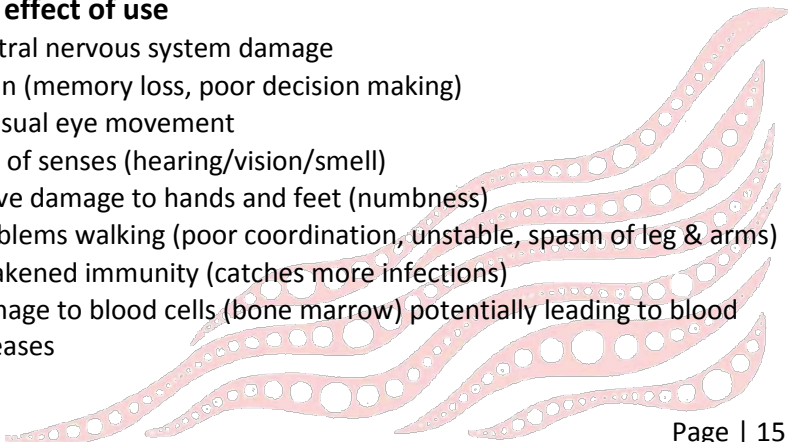 effect of use
tral nervous system damage
n (memory loss, poor decision making)
sual eye movement
of senses (hearing/vision/smell)
ve damage to hands and feet (numbness)
blems walking (poor coordination, unstable, spasm of leg & arms)
akened immunity (catches more infections)
mage to blood cells (bone marrow) potentially leading to blood
eases
Page | 15